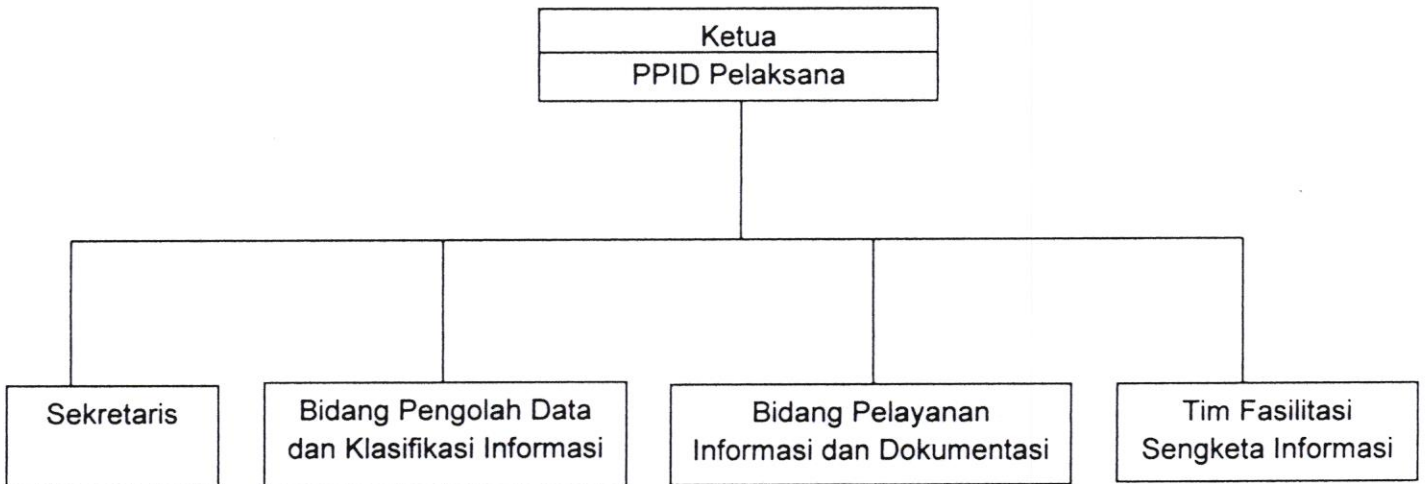 Ketua
PPID Pelaksana
Sekretaris
Bidang Pengolah Data
dan Klasifikasi Informasi
Bidang Pelayanan
Informasi dan Dokumentasi
Tim Fasilitasi
Sengketa Informasi